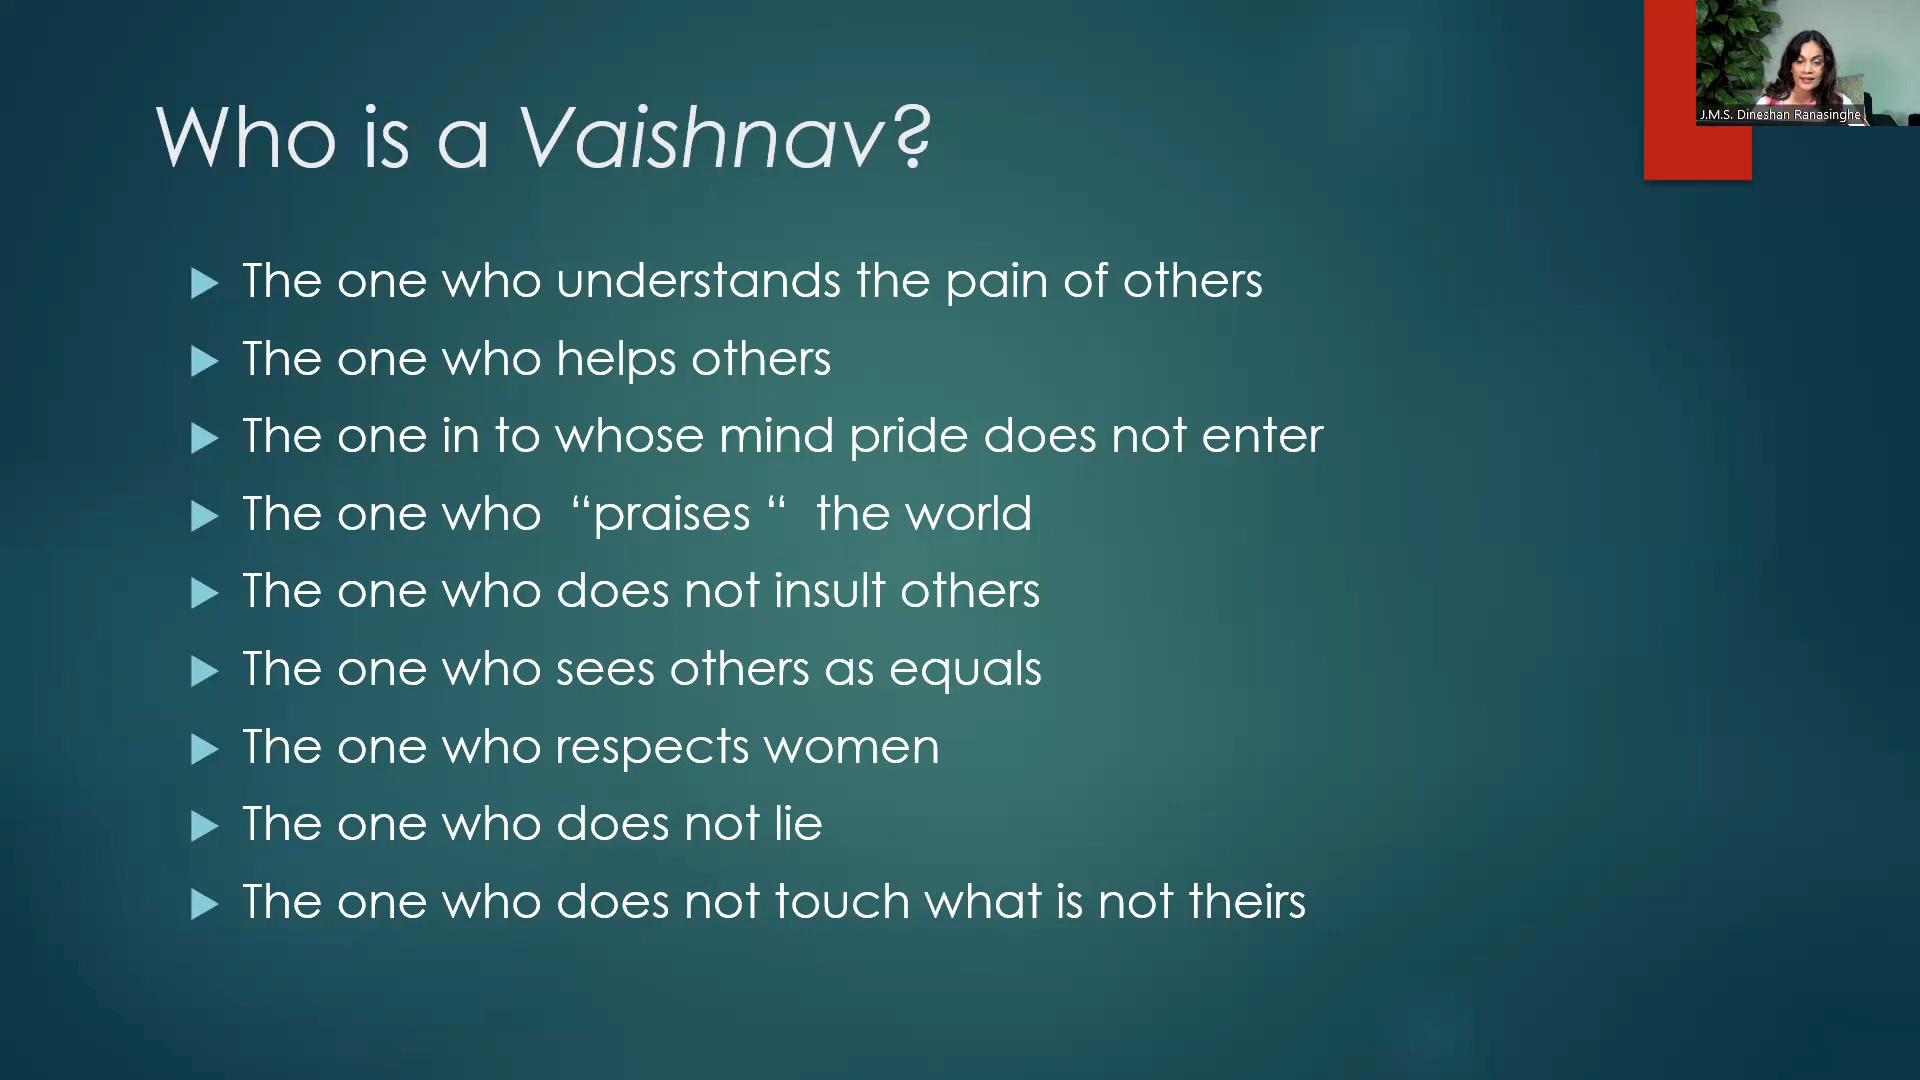 Who is a Vaishnav?
J.M.S. Dineshan Ranasinghe
The one who understands the pain of others
The one who helps others
The one in to whose mind pride does not enter
The one who “praises “ the world
The one who does not insult others
The one who sees others as equals
The one who respects women
The one who does not lie
The one who does not touch what is not theirs